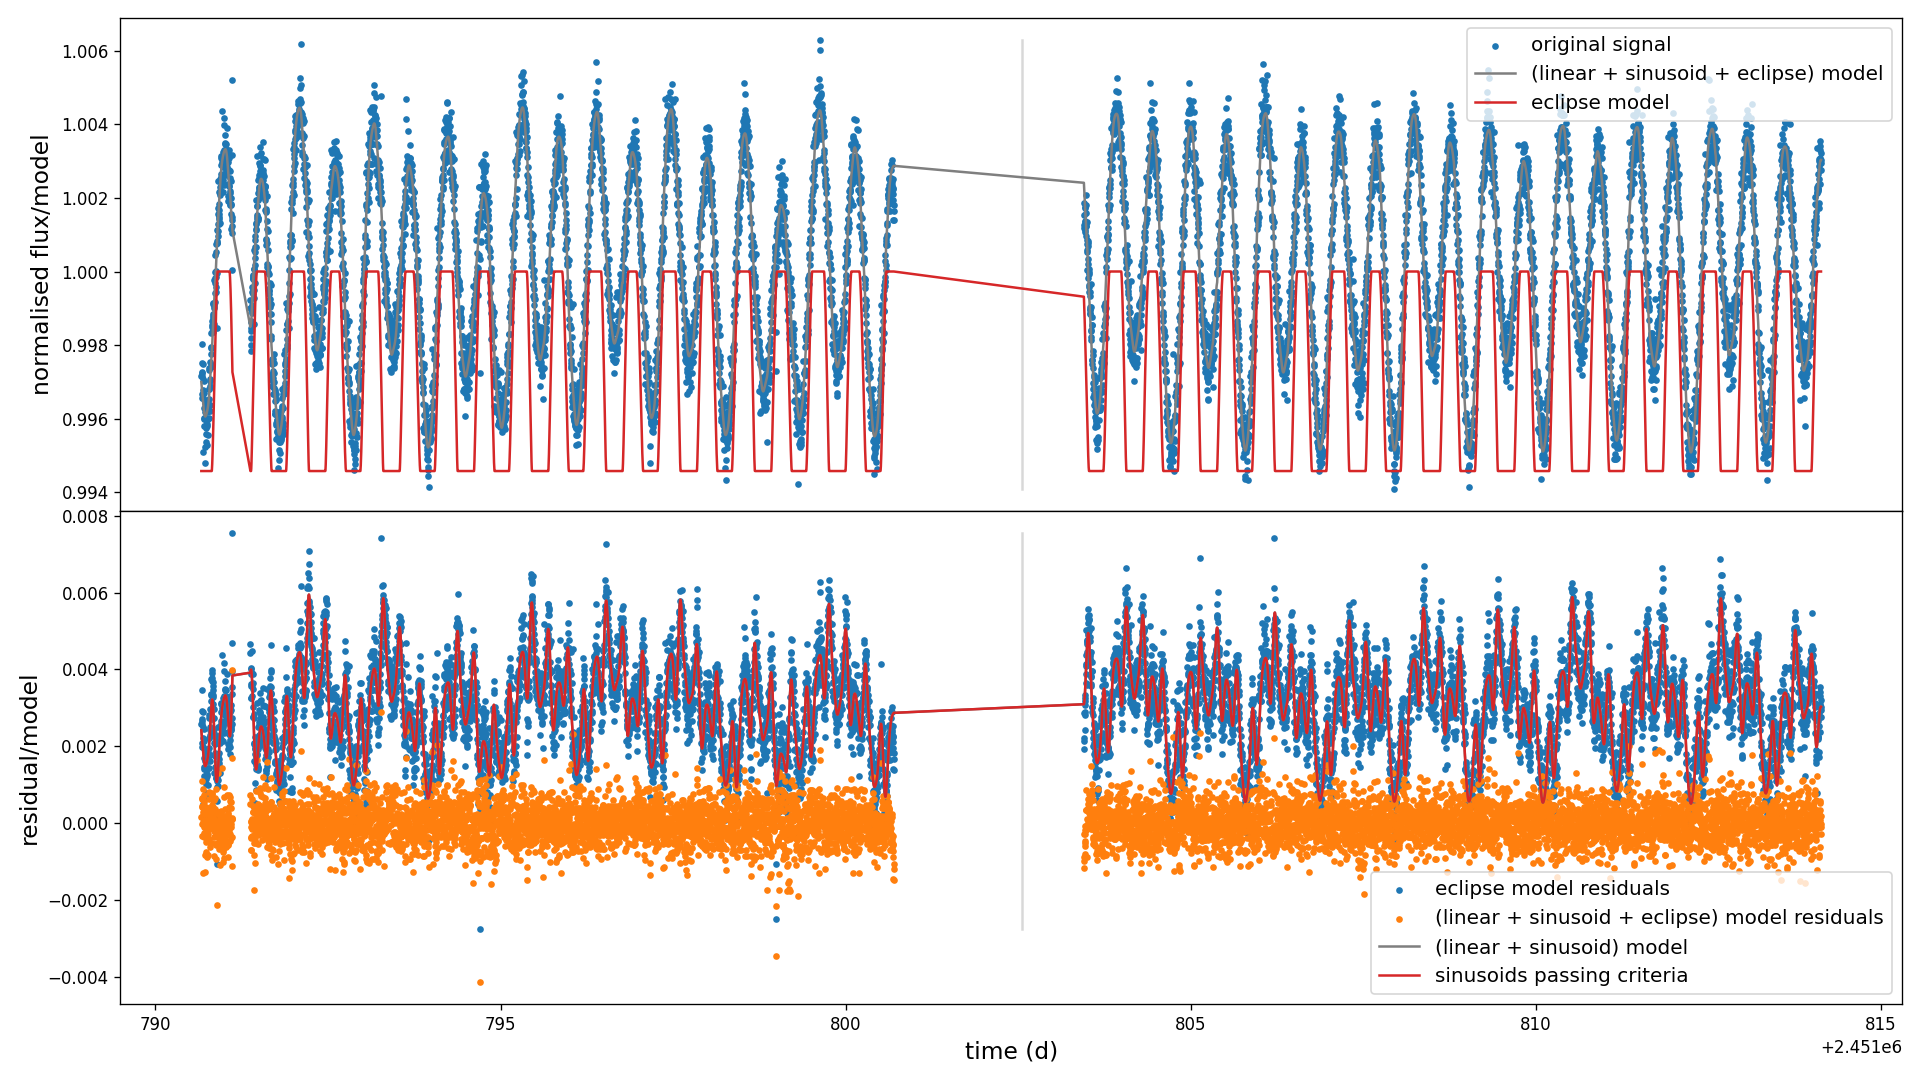 normalised flux/model
1.006
1.004
1.002
1.000
0.998
0.996
0.994
original signal
(linear + sinusoid + eclipse) model
eclipse model
residual/model
0.008
0.006
0.004
0.002
0.000
−0.002
−0.004
eclipse model residuals
(linear + sinusoid + eclipse) model residuals
(linear + sinusoid) model
sinusoids passing criteria
790
795
800
805
810
815
+2.451e6
time (d)